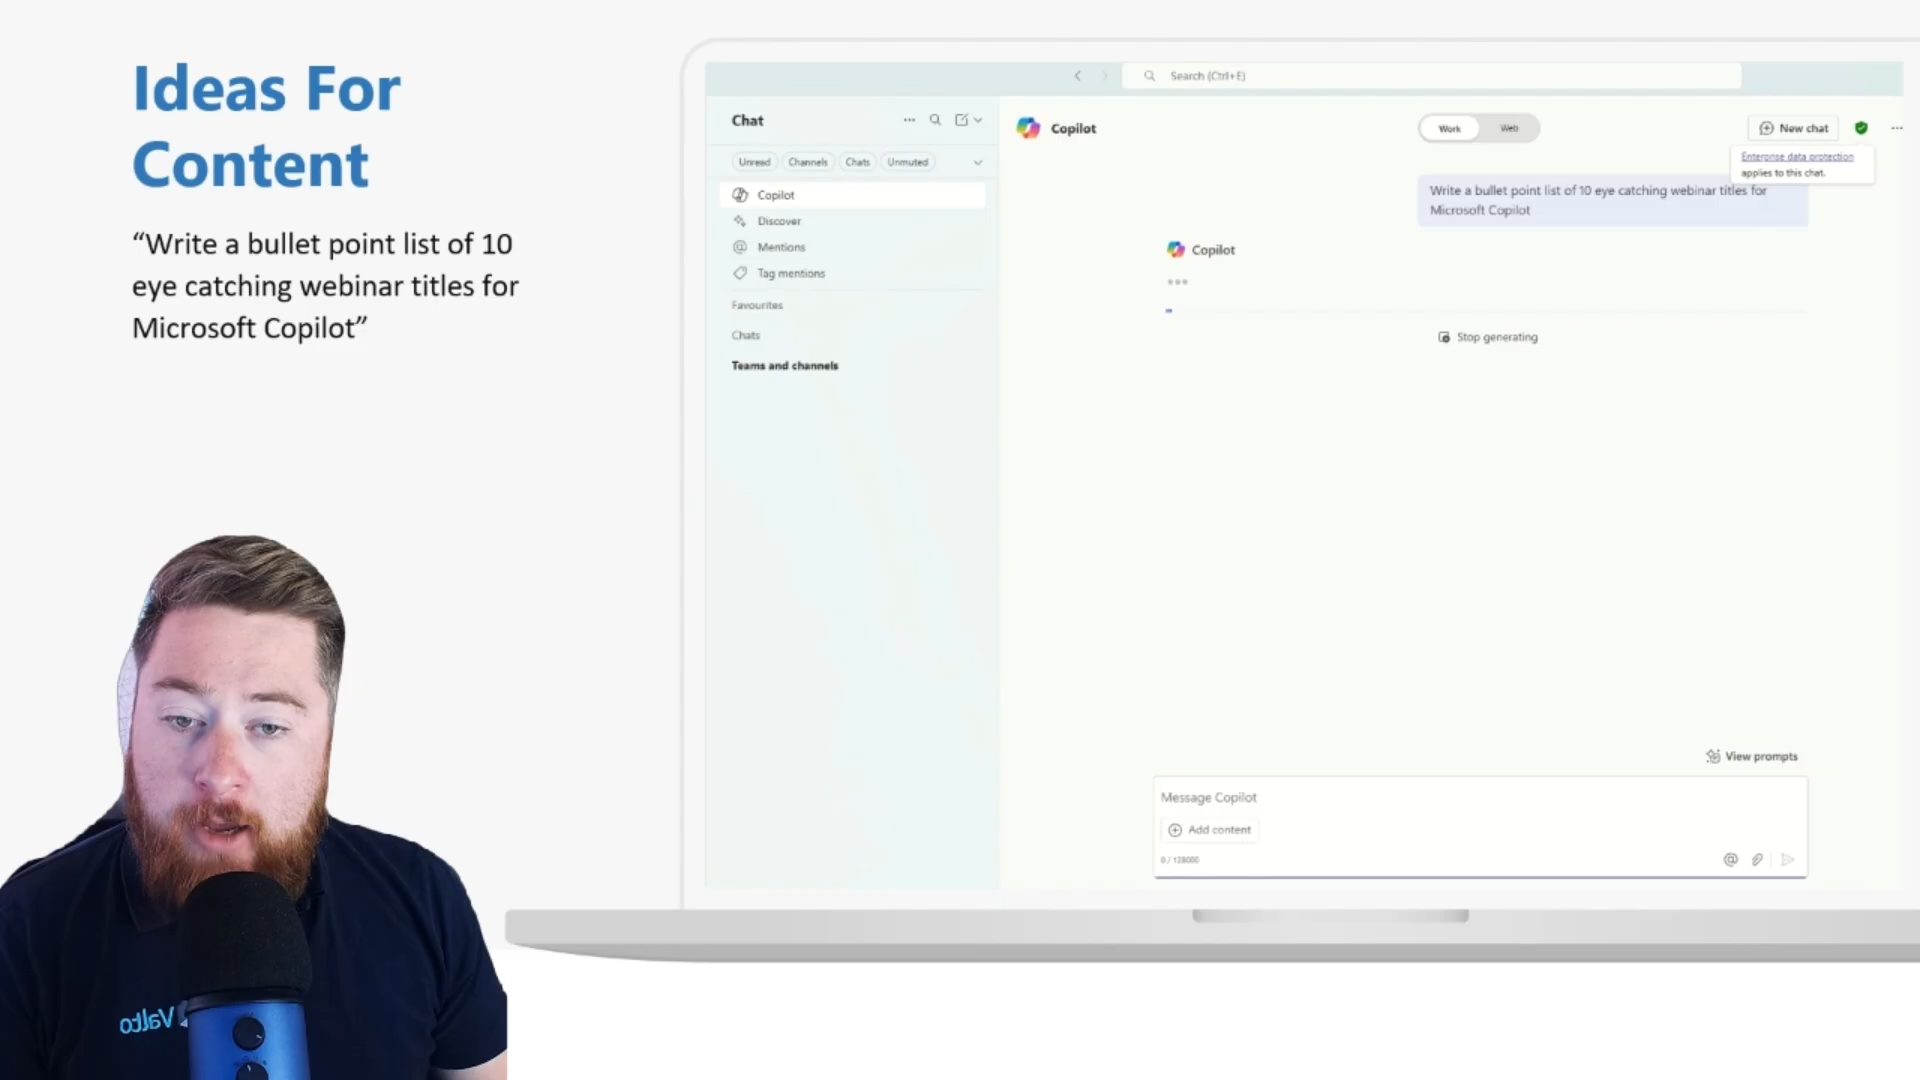 Ideas For
Content
“Write a bullet point list of 10
eye catching webinar titles for
Microsoft Copilot”
Search (Ctrl+E)
Chat
Unread
Channels
Chats
Unmuted
Copilot
Discover
Mentions
Tag mentions
Favourites
Chats
Teams and channels
Copilot
Work
Web
New chat
Enterprise data protection
applies to this chat.
Write a bullet point list of 10 eye catching webinar titles for
Microsoft Copilot
Copilot
Stop generating
View prompts
Message Copilot
Add content
0 / 128000
Valto